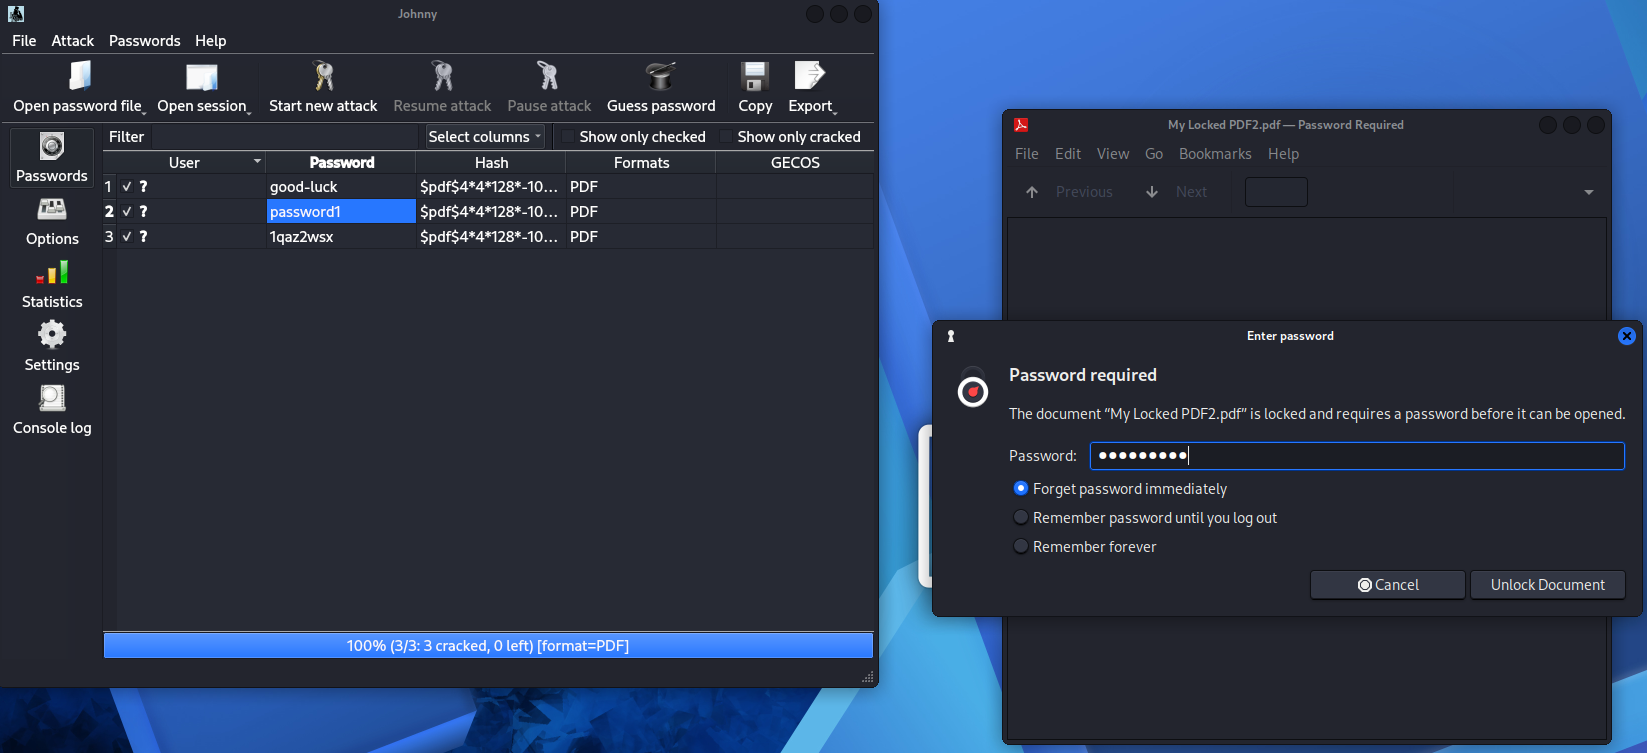 Johnny
File Attack Passwords Help
Open password file Open session Start new attack Resume attack Pause attack Guess password Copy Export
Passwords
Options
Statistics
Settings
Console log
Filter Select columns Show only checked Show only cracked
User Password Hash Formats GECOS
1 ? good-luck $pdf$4*4*128*-10... PDF
2 ? password1 $pdf$4*4*128*-10... PDF
3 ? 1qaz2wsx $pdf$4*4*128*-10... PDF
100% (3/3: 3 cracked, 0 left) [format=PDF]
My Locked PDF2.pdf — Password Required
File Edit View Go Bookmarks Help
Previous Next
Enter password
Password required
The document “My Locked PDF2.pdf” is locked and requires a password before it can be opened.
Password: ●●●●●●●●●
Forget password immediately
Remember password until you log out
Remember forever
Cancel Unlock Document